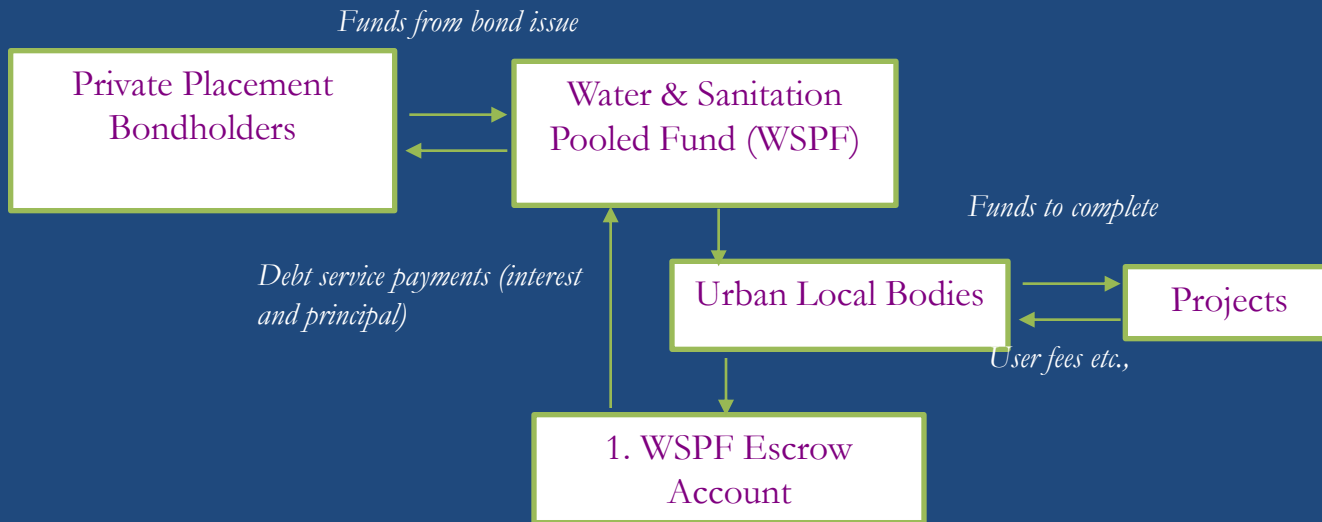 Funds from bond issue
Private Placement
Bondholders
Water & Sanitation
Pooled Fund (WSPF)
Funds to complete
Debt service payments (interest
and principal)
Urban Local Bodies
Projects
User fees etc.,
1. WSPF Escrow
Account